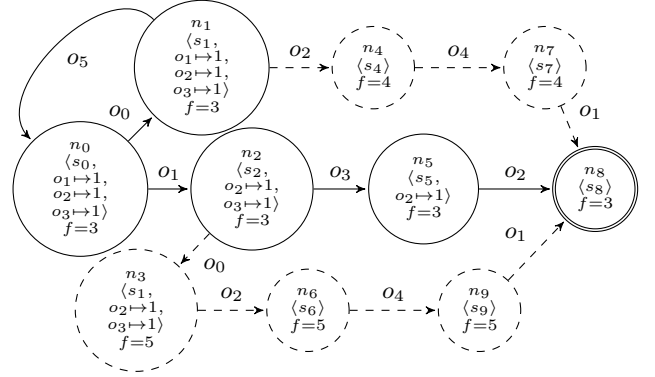 n1
⟨s1,
o1↦1,
o2↦1,
o3↦1⟩
f=3
o2
n4
⟨s4⟩
f=4
o4
n7
⟨s7⟩
f=4
o5
o0
o1
n0
⟨s0,
o1↦1,
o2↦1,
o3↦1⟩
f=3
o1
n2
⟨s2,
o2↦1,
o3↦1⟩
f=3
o3
n5
⟨s5,
o2↦1⟩
f=3
o2
n8
⟨s8⟩
f=3
o0
o1
n3
⟨s1,
o2↦1,
o3↦1⟩
f=5
o2
n6
⟨s6⟩
f=5
o4
n9
⟨s9⟩
f=5